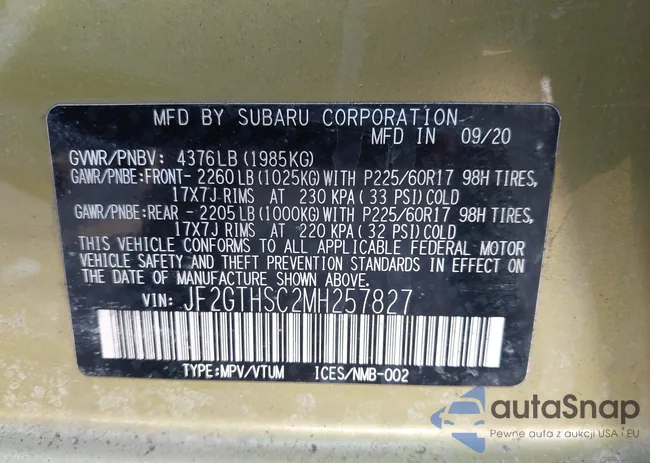 MFD BY SUBARU CORPORATION
MFD IN 09/20
GVWR/PNBV: 4376LB (1985KG)
GAWR/PNBE:FRONT- 2260LB (1025KG) WITH P225/60R17 98H TIRES,
17X7J RIMS AT 230 KPA ( 33 PSI) COLD
GAWR/PNBE:REAR - 2205LB (1000KG) WITH P225/60R17 98H TIRES,
17X7J RIMS AT 220 KPA ( 32 PSI) COLD
THIS VEHICLE CONFORMS TO ALL APPLICABLE FEDERAL MOTOR
VEHICLE SAFETY AND THEFT PREVENTION STANDARDS IN EFFECT ON
THE DATE OF MANUFACTURE SHOWN ABOVE.
VIN: JF2GTHSC2MH257827
TYPE:MPV/VTUM ICES/NMB-002
autaSnap
Pewne auta z aukcji USA i EU